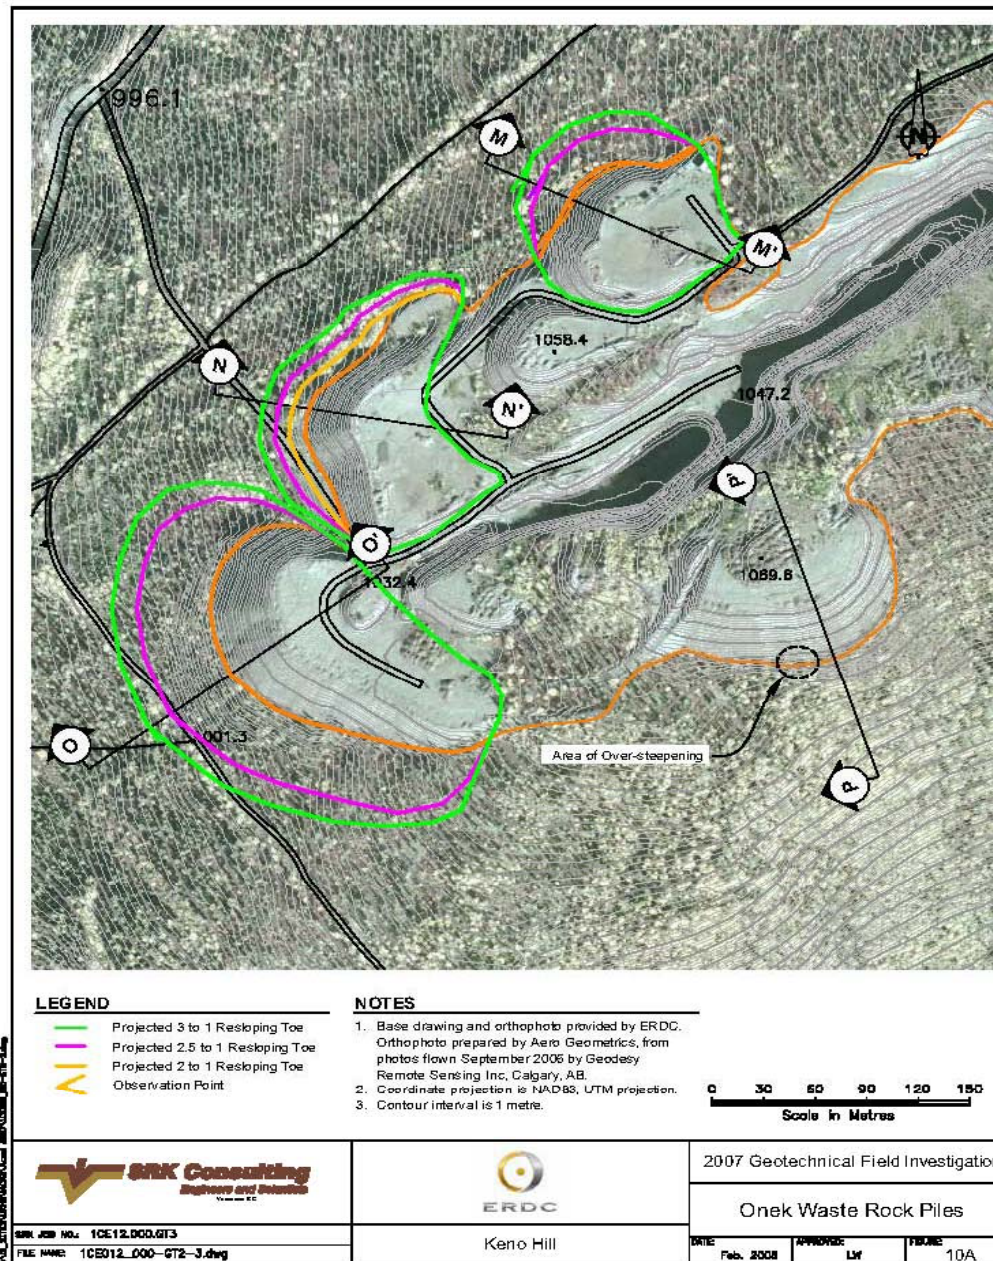 996.1
M
N
M'
1058.4
N
N'
1047.2
P'
O'
1032.4
1069.6
O
001.3
Area of Over-steepening
P
LEGEND
Projected 3 to 1 Resloping Toe
Projected 2.5 to 1 Resloping Toe
Projected 2 to 1 Resloping Toe
Observation Point
NOTES
1. Base drawing and orthophoto provided by ERDC.
Orthophoto prepared by Aero Geometrics, from
photos flown September 2006 by Geodesy
Remote Sensing Inc, Calgary, AB.
2. Coordinate projection is NAD83, UTM projection.
3. Contour interval is 1 metre.
0 30 60 90 120 150
Scale in Metres
SRK Consulting
Engineers and Scientists
Vancouver BC
SRK JOB NO.: 1CE12.000.GT3
FILE NAME: 1CE012_000-GT2-3.dwg
ERDC
Keno Hill
2007 Geotechnical Field Investigation
Onek Waste Rock Piles
DATE: Feb. 2008
APPROVED: LW
FIGURE: 10A